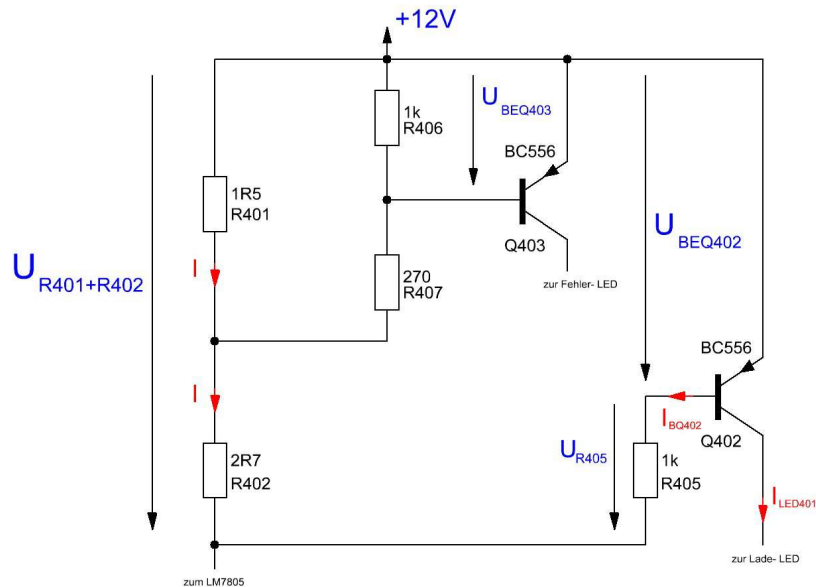 +12V
1k
R406
U BEQ403
BC556
1R5
R401
U BEQ402
Q403
U R401+R402
I
270
R407
zur Fehler- LED
BC556
I
I BQ402
U R405
Q402
2R7
R402
1k
R405
I LED401
zur Lade- LED
zum LM7805